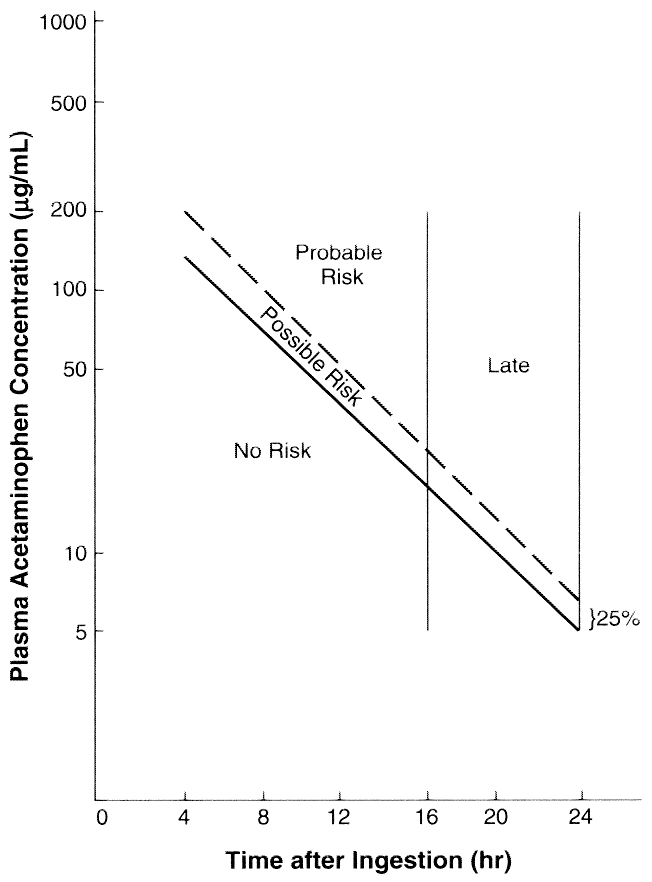 Plasma Acetaminophen Concentration (µg/mL)
1000
500
200
100
50
10
5
Probable
Risk
Possible Risk
Late
No Risk
}25%
0 4 8 12 16 20 24
Time after Ingestion (hr)